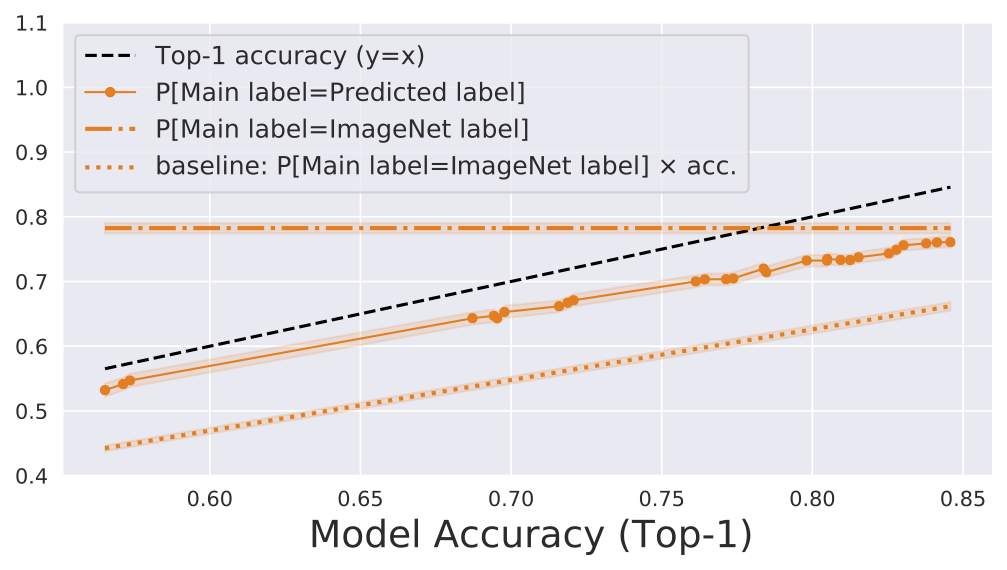 1.1
1.0
0.9
0.8
0.7
0.6
0.5
0.4
Top-1 accuracy (y=x)
P[Main label=Predicted label]
P[Main label=ImageNet label]
baseline: P[Main label=ImageNet label] × acc.
0.60 0.65 0.70 0.75 0.80 0.85
Model Accuracy (Top-1)